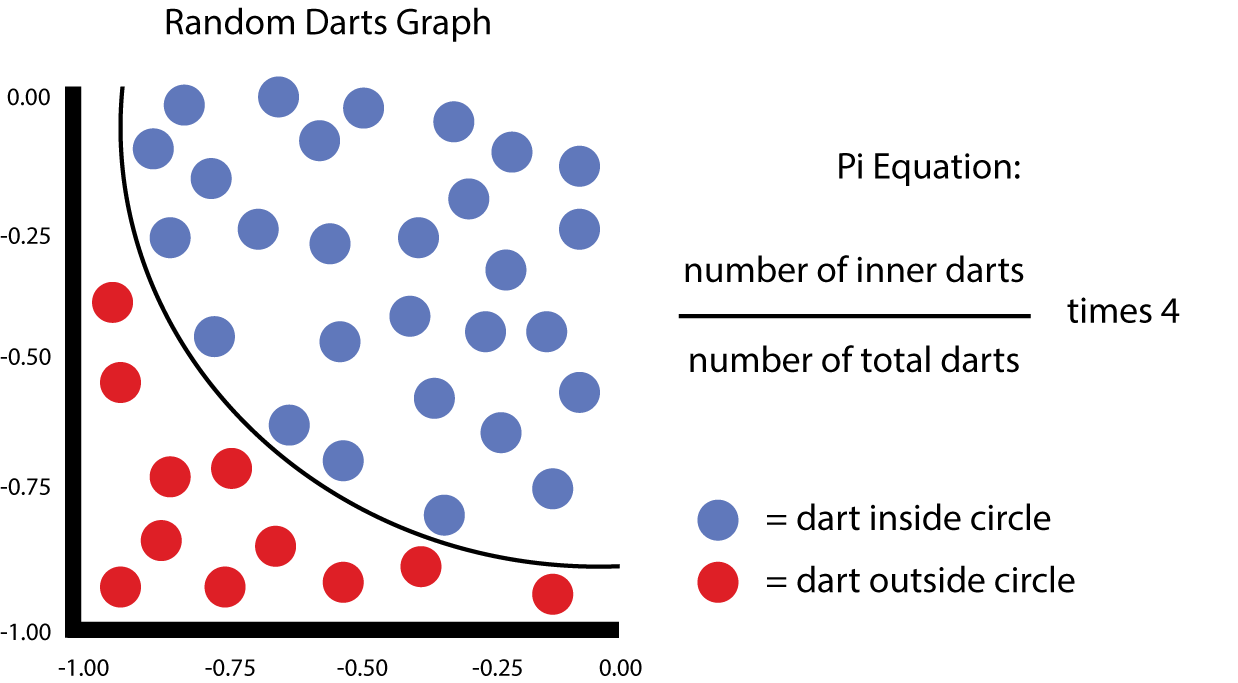 Random Darts Graph
0.00
-0.25
-0.50
-0.75
-1.00
-1.00 -0.75 -0.50 -0.25 0.00
Pi Equation:
number of inner darts
number of total darts
times 4
= dart inside circle
= dart outside circle